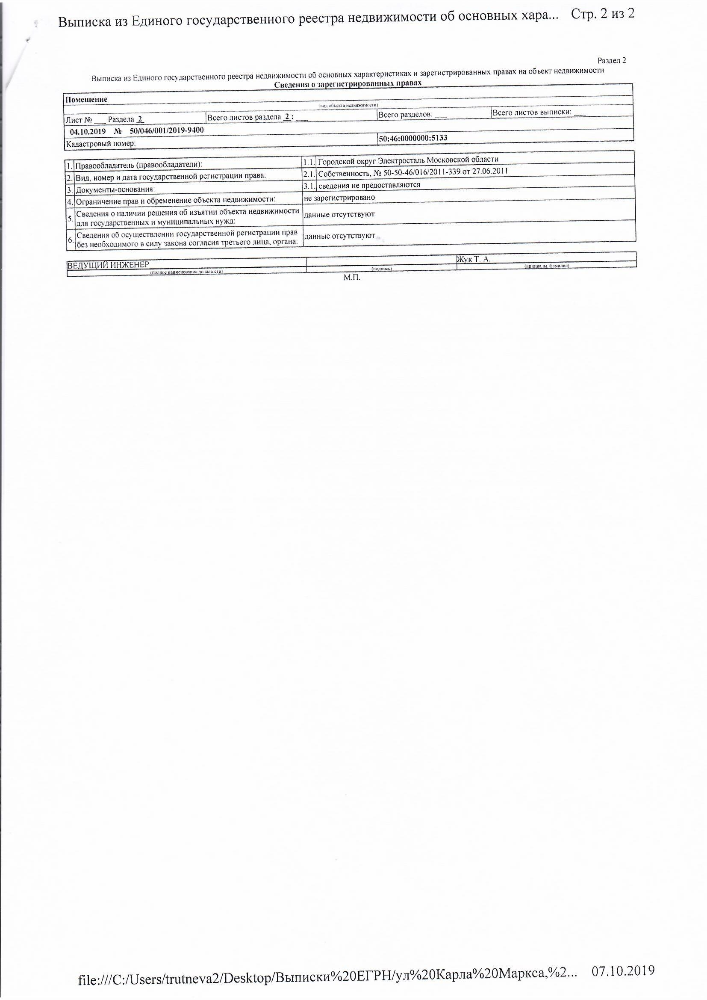 Выписка из Единого государственного реестра недвижимости об основных хара... Стр. 2 из 2
Раздел 2
Выписка из Единого государственного реестра недвижимости об основных характеристиках и зарегистрированных правах на объект недвижимости
Сведения о зарегистрированных правах
Помещение
(вид объекта недвижимости)
Лист № ___ Раздела 2 Всего листов раздела 2 : ___ Всего разделов: ___ Всего листов выписки: ___
04.10.2019 № 50/046/001/2019-9400
Кадастровый номер: 50:46:0000000:5133
1. Правообладатель (правообладатели): 1.1. Городской округ Электросталь Московской области
2. Вид, номер и дата государственной регистрации права: 2.1. Собственность, № 50-50-46/016/2011-339 от 27.06.2011
3. Документы-основания: 3.1. сведения не предоставляются
4. Ограничение прав и обременение объекта недвижимости: не зарегистрировано
5. Сведения о наличии решения об изъятии объекта недвижимости
для государственных и муниципальных нужд: данные отсутствуют
6. Сведения об осуществлении государственной регистрации прав
без необходимого в силу закона согласия третьего лица, органа: данные отсутствуют
ВЕДУЩИЙ ИНЖЕНЕР Жук Т. А.
(полное наименование должности) (подпись) (инициалы, фамилия)
М.П.
file:///C:/Users/trutneva2/Desktop/Выписки%20ЕГРН/ул%20Карла%20Маркса,%2... 07.10.2019